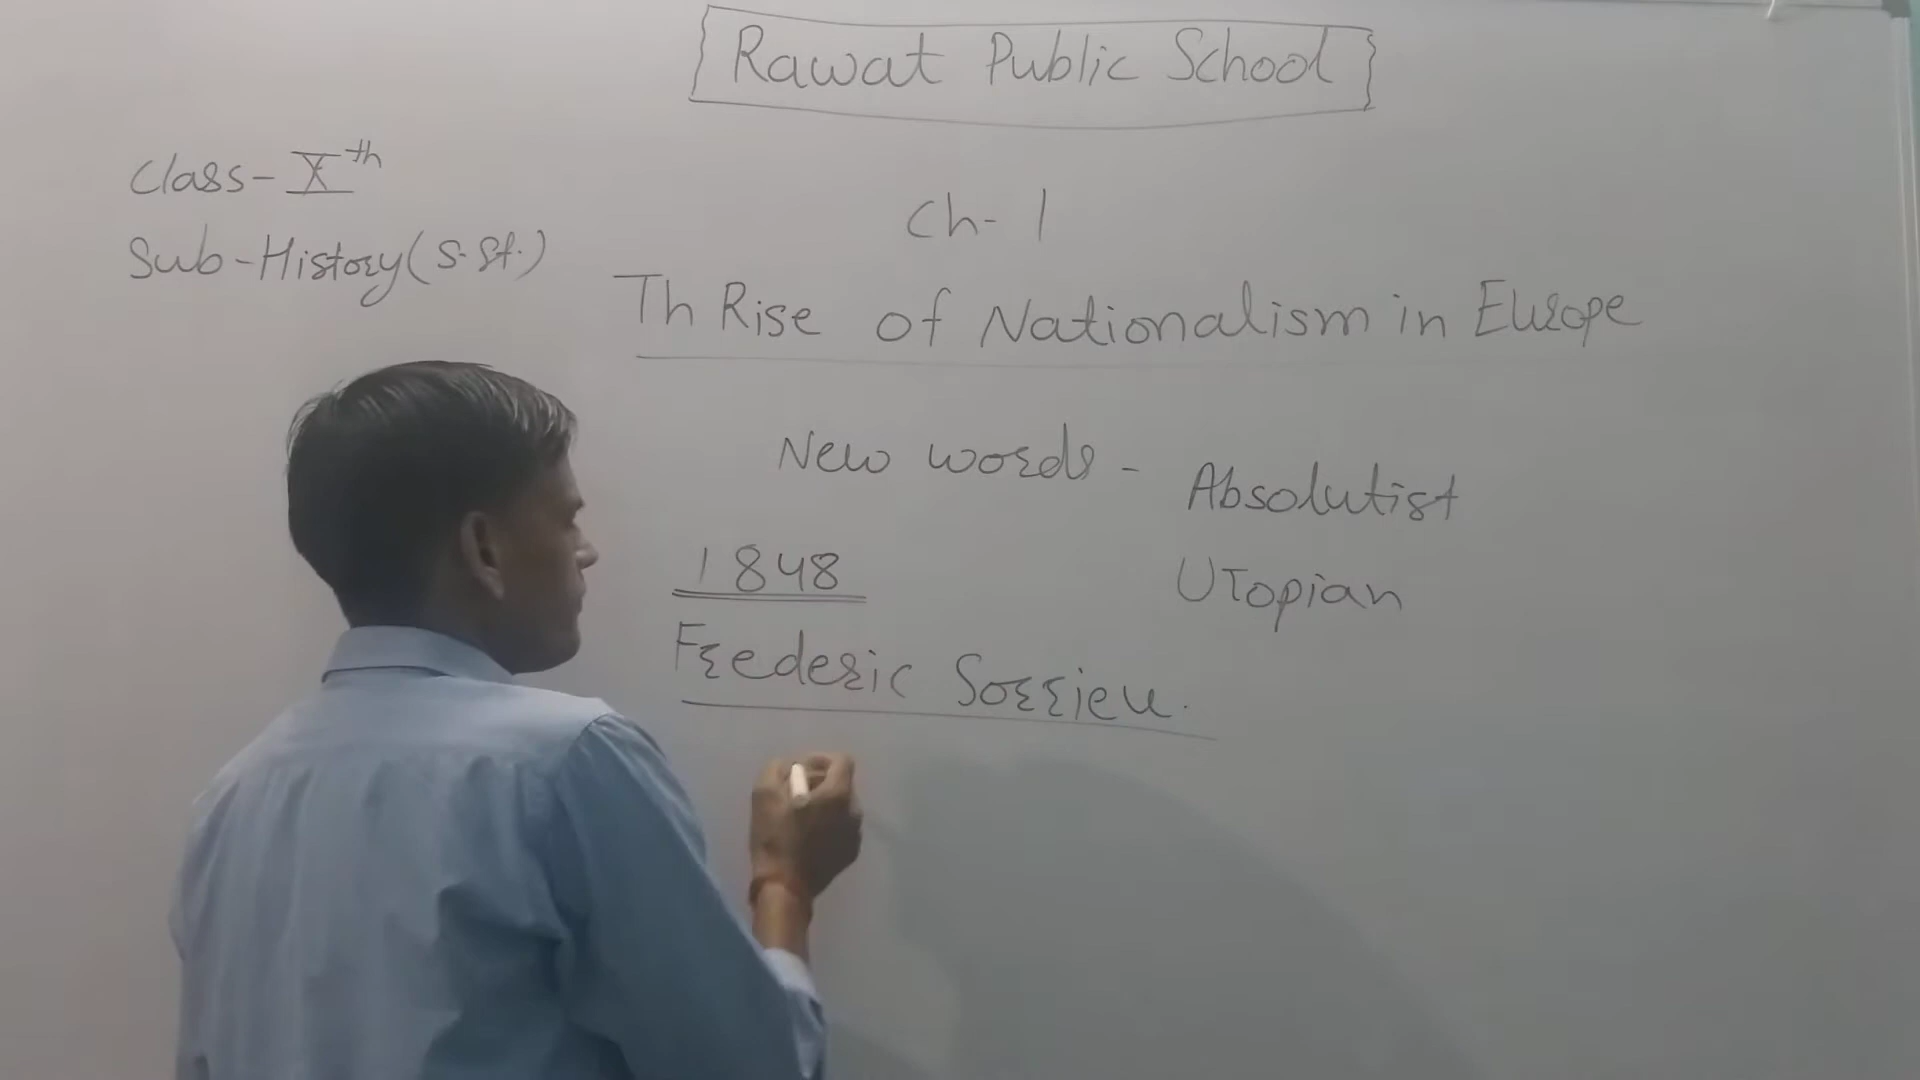 Rawat Public School
Class-Xth
Sub-History(S.St.)
Ch-1
Th Rise of Nationalism in Europe
New words - Absolutist
Utopian
1848
Frederic Sorrieu.